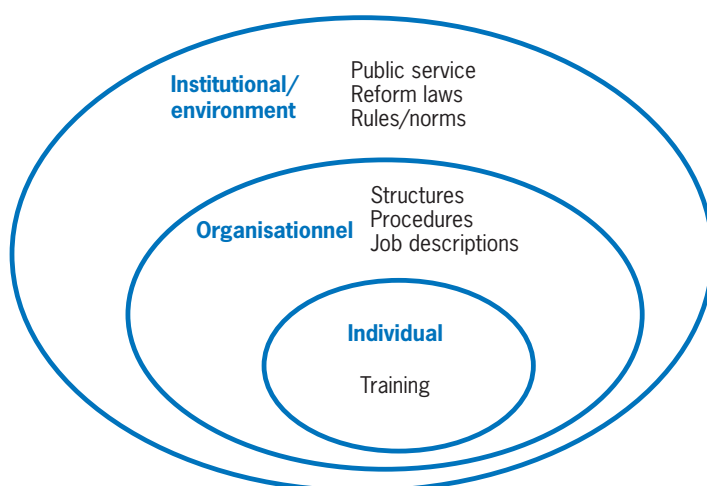 Institutional/
environment
Public service
Reform laws
Rules/norms
Organisationnel
Structures
Procedures
Job descriptions
Individual
Training